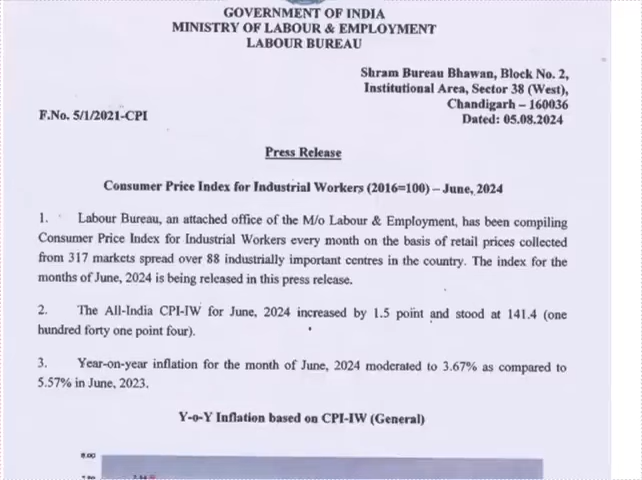 GOVERNMENT OF INDIA
MINISTRY OF LABOUR & EMPLOYMENT
LABOUR BUREAU
Shram Bureau Bhawan, Block No. 2,
Institutional Area, Sector 38 (West),
Chandigarh – 160036
F.No. 5/1/2021-CPI
Dated: 05.08.2024
Press Release
Consumer Price Index for Industrial Workers (2016=100) – June, 2024
1. Labour Bureau, an attached office of the M/o Labour & Employment, has been compiling
Consumer Price Index for Industrial Workers every month on the basis of retail prices collected
from 317 markets spread over 88 industrially important centres in the country. The index for the
months of June, 2024 is being released in this press release.
2. The All-India CPI-IW for June, 2024 increased by 1.5 point and stood at 141.4 (one
hundred forty one point four).
3. Year-on-year inflation for the month of June, 2024 moderated to 3.67% as compared to
5.57% in June, 2023.
Y-o-Y Inflation based on CPI-IW (General)
8.00